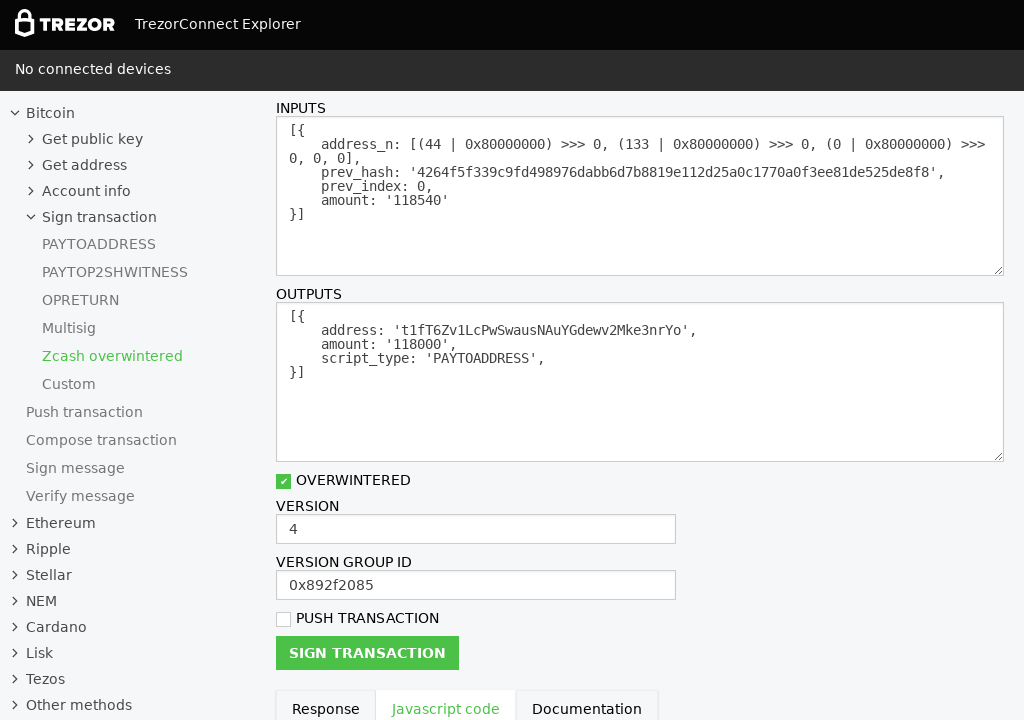 TREZOR TrezorConnect Explorer
No connected devices
Bitcoin
Get public key
Get address
Account info
Sign transaction
PAYTOADDRESS
PAYTOP2SHWITNESS
OPRETURN
Multisig
Zcash overwintered
Custom
Push transaction
Compose transaction
Sign message
Verify message
Ethereum
Ripple
Stellar
NEM
Cardano
Lisk
Tezos
Other methods
INPUTS
[{
    address_n: [(44 | 0x80000000) >>> 0, (133 | 0x80000000) >>> 0, (0 | 0x80000000) >>>
0, 0, 0],
    prev_hash: '4264f5f339c9fd498976dabb6d7b8819e112d25a0c1770a0f3ee81de525de8f8',
    prev_index: 0,
    amount: '118540'
}]
OUTPUTS
[{
    address: 't1fT6Zv1LcPwSwausNAuYGdewv2Mke3nrYo',
    amount: '118000',
    script_type: 'PAYTOADDRESS',
}]
OVERWINTERED
VERSION
4
VERSION GROUP ID
0x892f2085
PUSH TRANSACTION
SIGN TRANSACTION
Response Javascript code Documentation